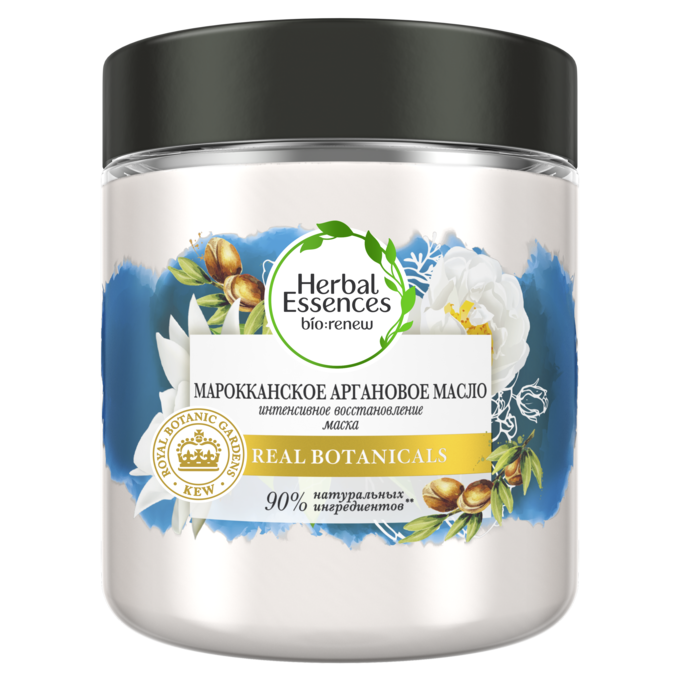 Herbal
Essences
bio:renew
МАРОККАНСКОЕ АРГАНОВОЕ МАСЛО
интенсивное восстановление
маска
ROYAL BOTANIC GARDENS
• KEW •
REAL BOTANICALS
90% натуральных
ингредиентов**